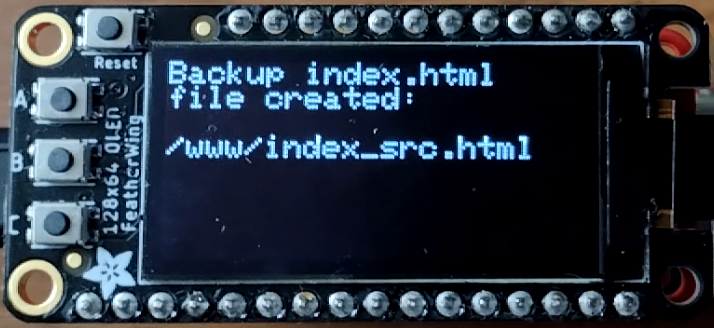 Reset
A
B
C
128x64 OLED
FeatherWing
Backup index.html
file created:
/www/index_src.html